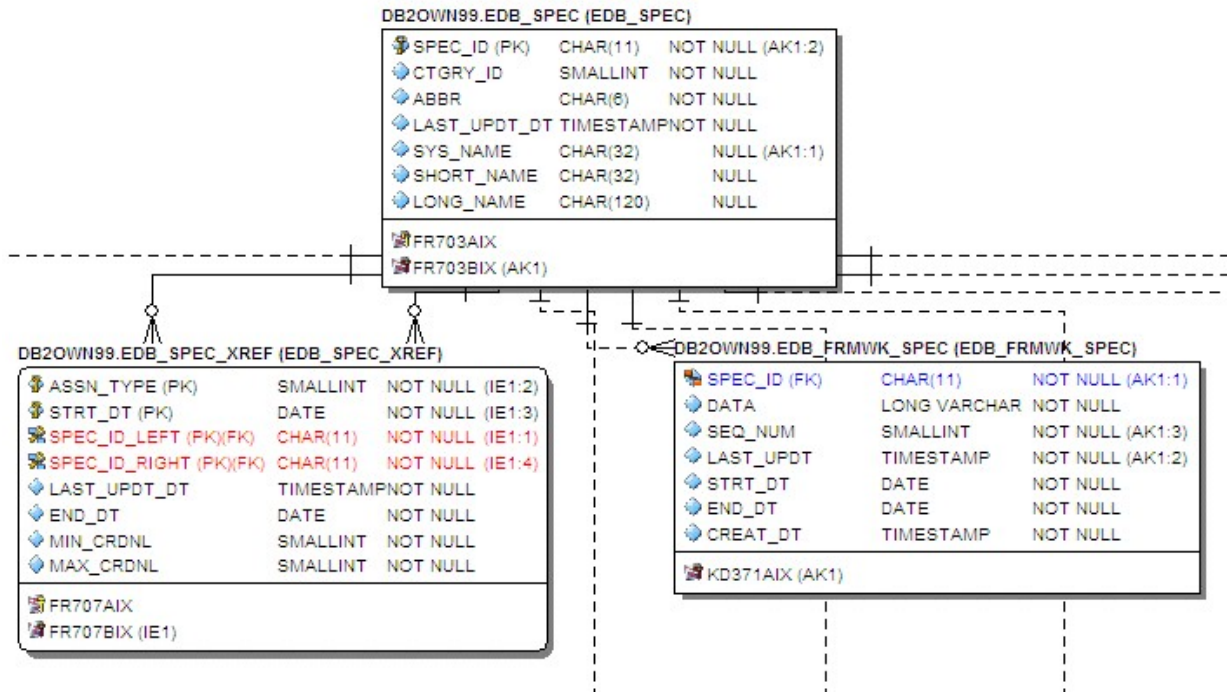 DB2OWN99.EDB_SPEC (EDB_SPEC)
SPEC_ID (PK) CHAR(11) NOT NULL (AK1:2)
CTGRY_ID SMALLINT NOT NULL
ABBR CHAR(6) NOT NULL
LAST_UPDT_DT TIMESTAMPNOT NULL
SYS_NAME CHAR(32) NULL (AK1:1)
SHORT_NAME CHAR(32) NULL
LONG_NAME CHAR(120) NULL
FR703AIX
FR703BIX (AK1)
DB2OWN99.EDB_SPEC_XREF (EDB_SPEC_XREF)
ASSN_TYPE (PK) SMALLINT NOT NULL (IE1:2)
STRT_DT (PK) DATE NOT NULL (IE1:3)
SPEC_ID_LEFT (PK)(FK) CHAR(11) NOT NULL (IE1:1)
SPEC_ID_RIGHT (PK)(FK) CHAR(11) NOT NULL (IE1:4)
LAST_UPDT_DT TIMESTAMPNOT NULL
END_DT DATE NOT NULL
MIN_CRDNL SMALLINT NOT NULL
MAX_CRDNL SMALLINT NOT NULL
FR707AIX
FR707BIX (IE1)
DB2OWN99.EDB_FRMWK_SPEC (EDB_FRMWK_SPEC)
SPEC_ID (FK) CHAR(11) NOT NULL (AK1:1)
DATA LONG VARCHAR NOT NULL
SEQ_NUM SMALLINT NOT NULL (AK1:3)
LAST_UPDT TIMESTAMP NOT NULL (AK1:2)
STRT_DT DATE NOT NULL
END_DT DATE NOT NULL
CREAT_DT TIMESTAMP NOT NULL
KD371AIX (AK1)